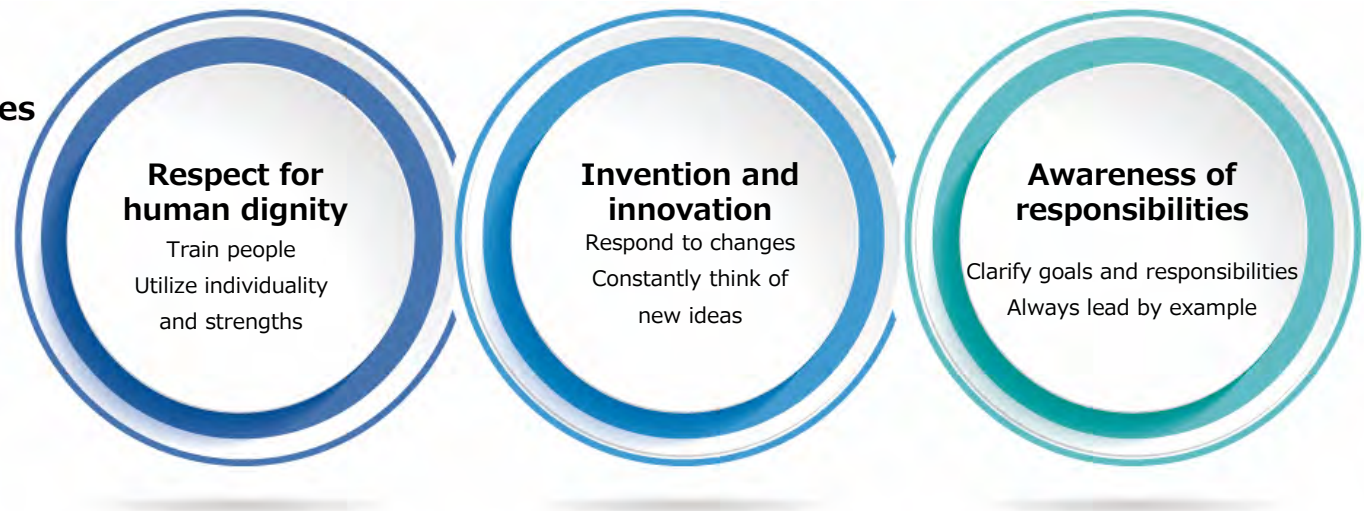 es
Respect for
human dignity
Train people
Utilize individuality
and strengths
Invention and
innovation
Respond to changes
Constantly think of
new ideas
Awareness of
responsibilities
Clarify goals and responsibilities
Always lead by example